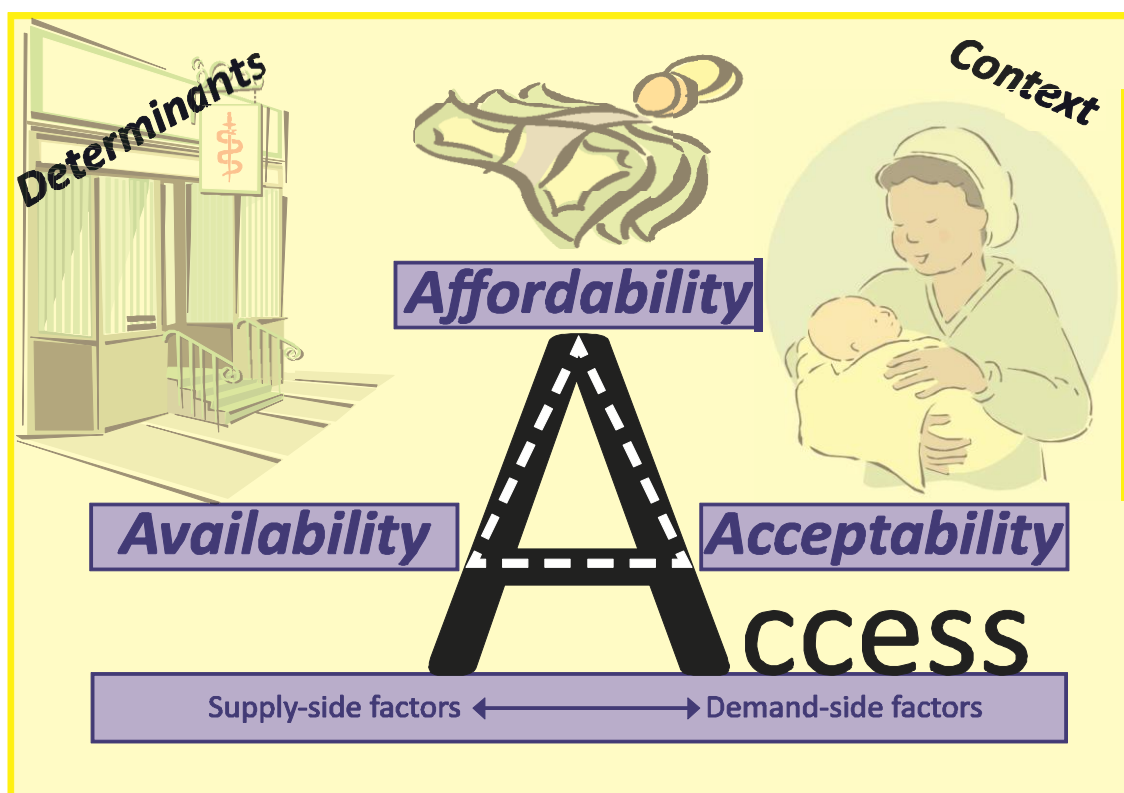 Determinants
Context
Affordability
Availability
Acceptability
Access
Supply-side factors
Demand-side factors